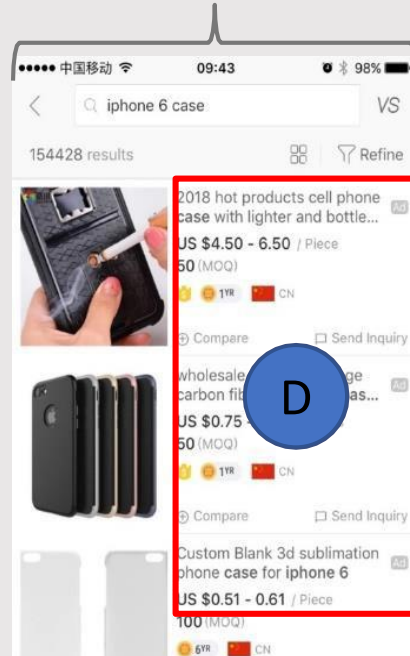 中国移动 09:43 98%
iphone 6 case VS
154428 results Refine
2018 hot products cell phone Ad
case with lighter and bottle...
US $4.50 - 6.50 / Piece
50 (MOQ)
1YR CN
Compare Send Inquiry
wholesale ge Ad
carbon fib as...
US $0.75 -
50 (MOQ)
D
1YR CN
Compare Send Inquiry
Custom Blank 3d sublimation Ad
phone case for iphone 6
US $0.51 - 0.61 / Piece
100 (MOQ)
6YR CN